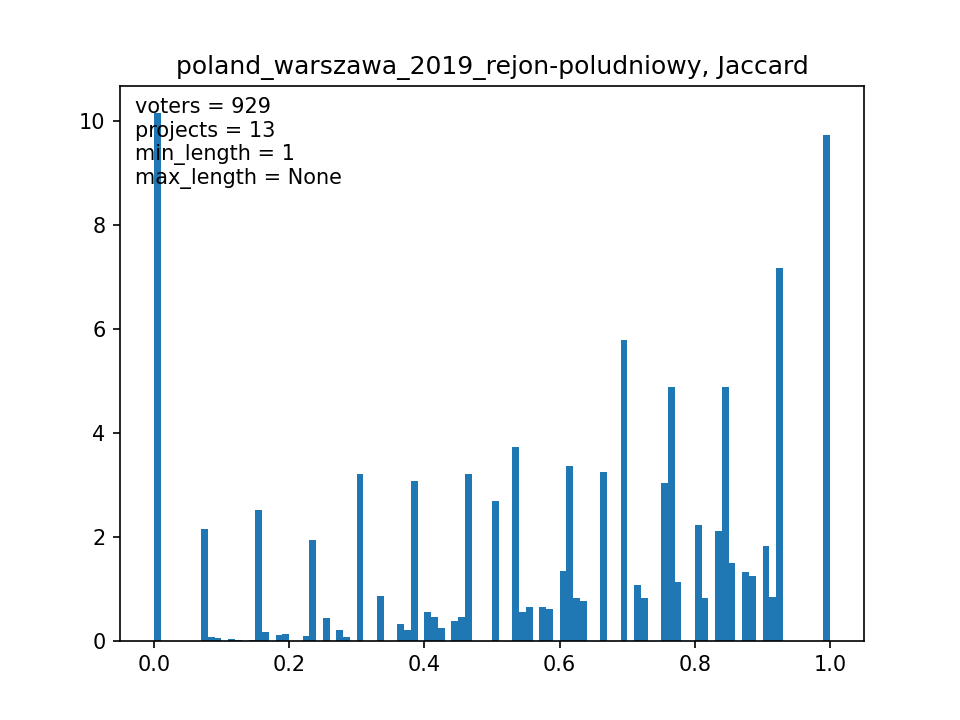 poland_warszawa_2019_rejon-poludniowy, Jaccard
voters = 929
projects = 13
min_length = 1
max_length = None
10
8
6
4
2
0
0.0 0.2 0.4 0.6 0.8 1.0